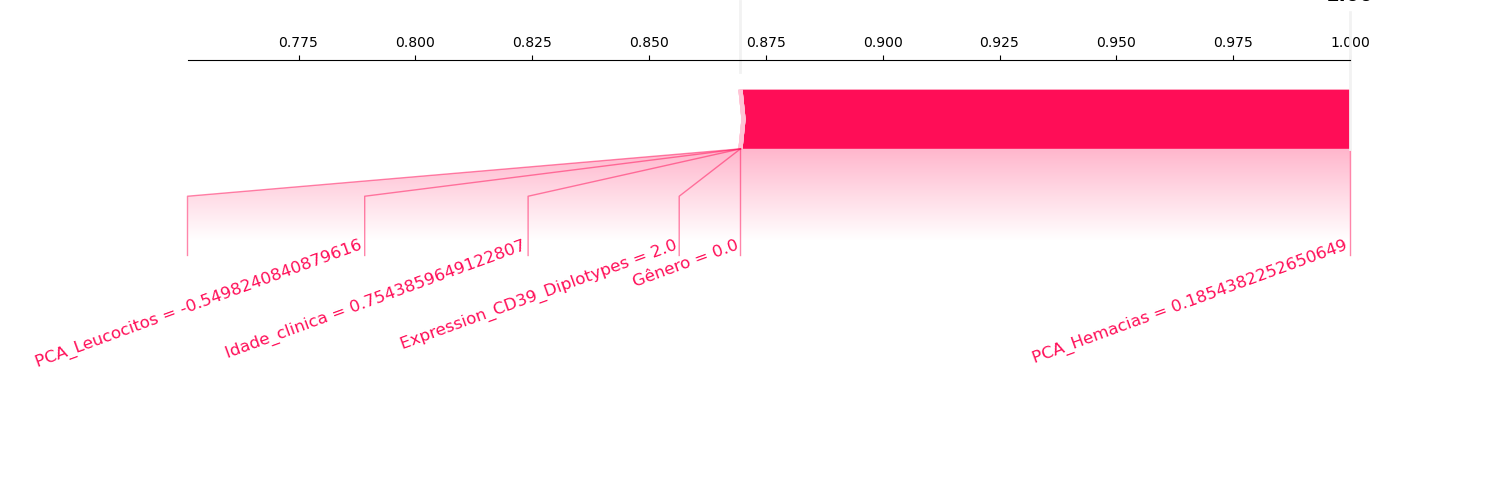 0.775 0.800 0.825 0.850 0.875 0.900 0.925 0.950 0.975 1.000
PCA_Leucocitos = -0.5498240840879616
Idade_clinica = 0.7543859649122807
Expression_CD39_Diplotypes = 2.0
Gênero = 0.0
PCA_Hemacias = 0.1854382252650649